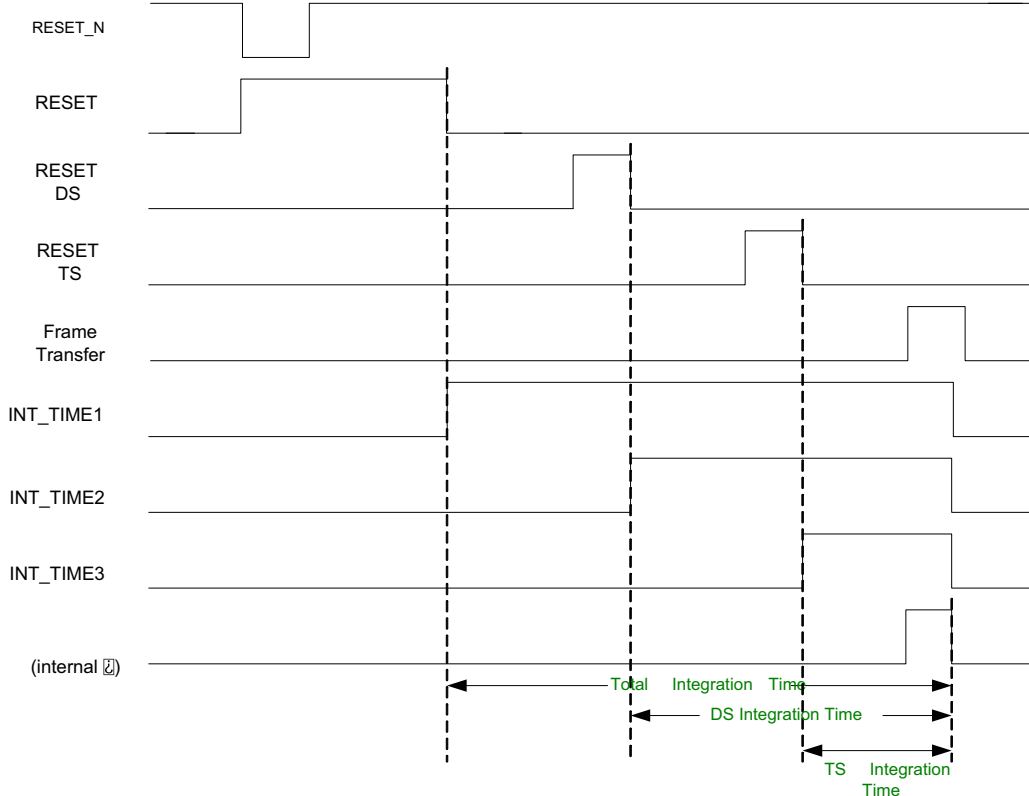 RESET_N
RESET
RESET
DS
RESET
TS
Frame
Transfer
INT_TIME1
INT_TIME2
INT_TIME3
(internal )
Total Integration Time
DS Integration Time
TS Integration
Time